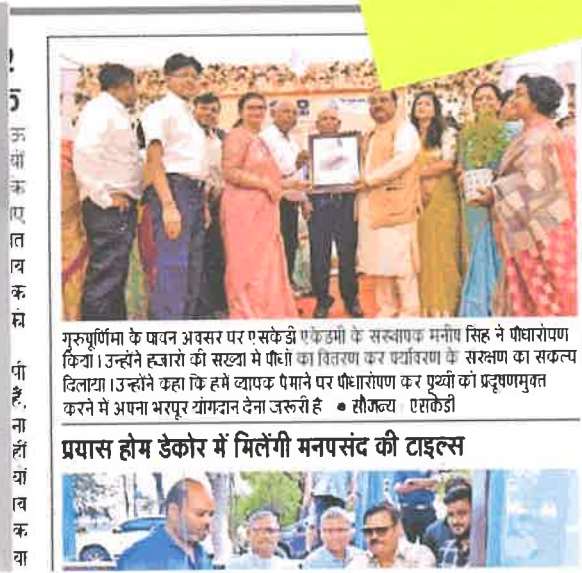 गुरुपूर्णिमा के पावन अवसर पर एसकेडी एकेडमी के संस्थापक मनीष सिंह ने पौधारोपण
किया। उन्होंने हजारों की संख्या में पौधों का वितरण कर पर्यावरण के संरक्षण का संकल्प
दिलाया। उन्होंने कहा कि हमें व्यापक पैमाने पर पौधारोपण कर पृथ्वी को प्रदूषणमुक्त
करने में अपना भरपूर योगदान देना जरूरी है ● सौजन्य : एसकेडी
प्रयास होम डेकोर में मिलेंगी मनपसंद की टाइल्स